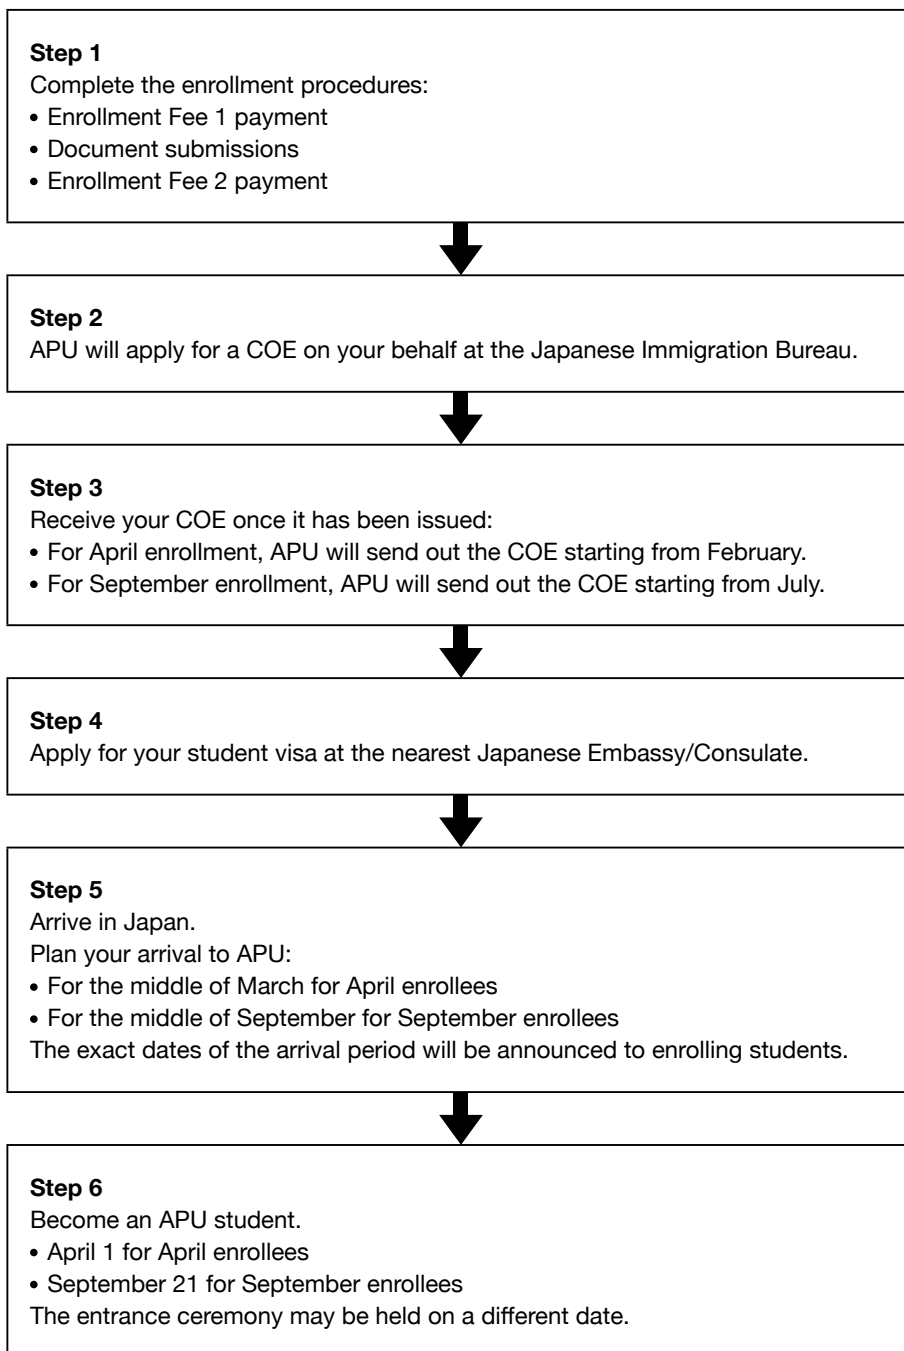 Step 1
Complete the enrollment procedures:
• Enrollment Fee 1 payment
• Document submissions
• Enrollment Fee 2 payment
Step 2
APU will apply for a COE on your behalf at the Japanese Immigration Bureau.
Step 3
Receive your COE once it has been issued:
• For April enrollment, APU will send out the COE starting from February.
• For September enrollment, APU will send out the COE starting from July.
Step 4
Apply for your student visa at the nearest Japanese Embassy/Consulate.
Step 5
Arrive in Japan.
Plan your arrival to APU:
• For the middle of March for April enrollees
• For the middle of September for September enrollees
The exact dates of the arrival period will be announced to enrolling students.
Step 6
Become an APU student.
• April 1 for April enrollees
• September 21 for September enrollees
The entrance ceremony may be held on a different date.